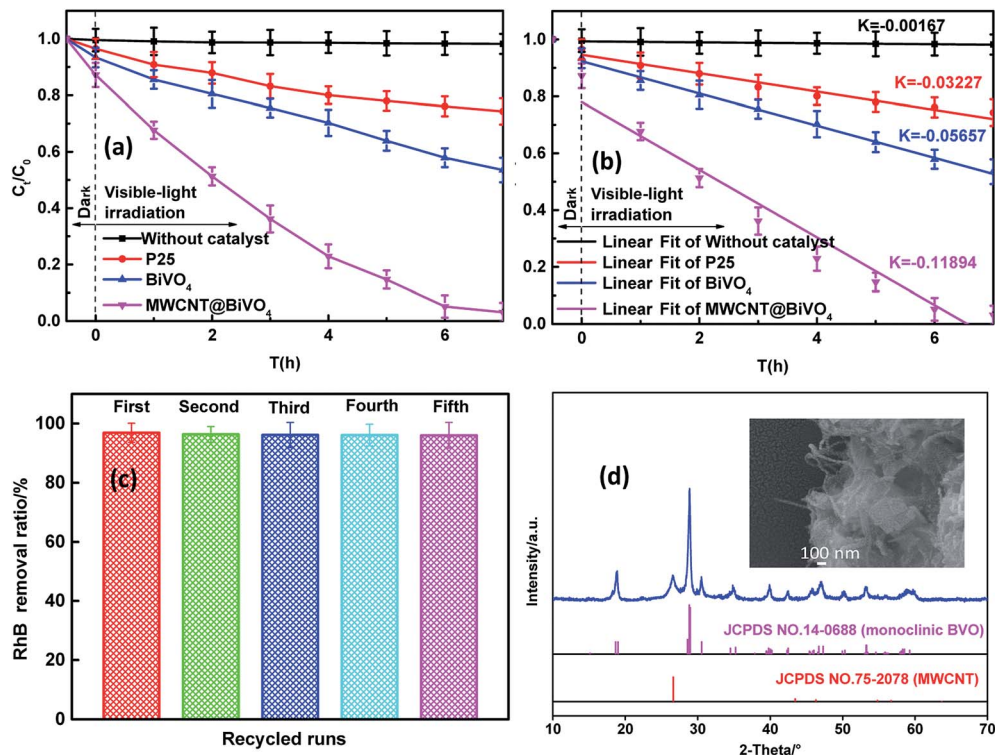 (a)
C_t/C_0
1.0
0.8
0.6
0.4
0.2
0.0
0
2
4
6
T(h)
Dark
Visible-light
irradiation
Without catalyst
P25
BiVO₄
MWCNT@BiVO₄
(b)
K=-0.00167
K=-0.03227
K=-0.05657
K=-0.11894
Dark
Visible-light
irradiation
Linear Fit of Without catalyst
Linear Fit of P25
Linear Fit of BiVO₄
Linear Fit of MWCNT@BiVO₄
0
2
4
6
T(h)
(c)
RhB removal ratio/%
100
80
60
40
20
0
First Second Third Fourth Fifth
Recycled runs
(d)
100 nm
Intensity/a.u.
JCPDS NO.14-0688 (monoclinic BVO)
JCPDS NO.75-2078 (MWCNT)
10 20 30 40 50 60 70
2-Theta/°